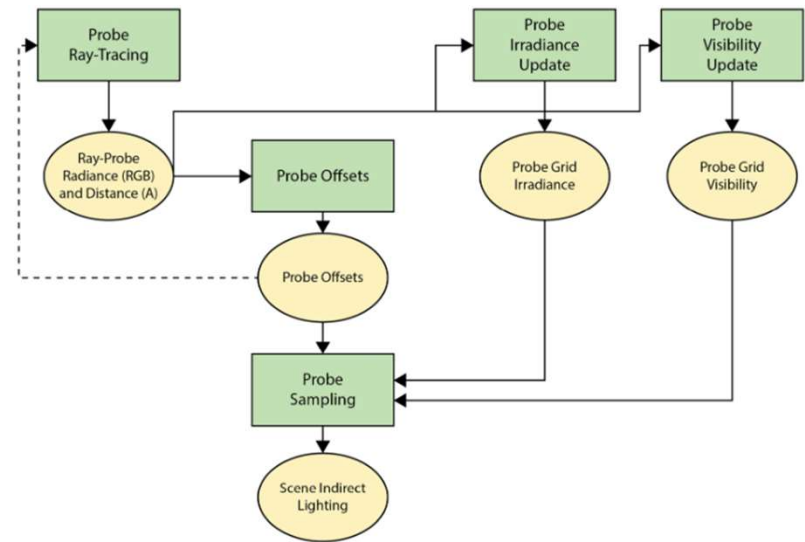 Probe
Ray-Tracing
Probe
Irradiance
Update
Probe
Visibility
Update
Ray-Probe
Radiance (RGB)
and Distance (A)
Probe Offsets
Probe Grid
Irradiance
Probe Grid
Visibility
Probe Offsets
Probe
Sampling
Scene Indirect
Lighting